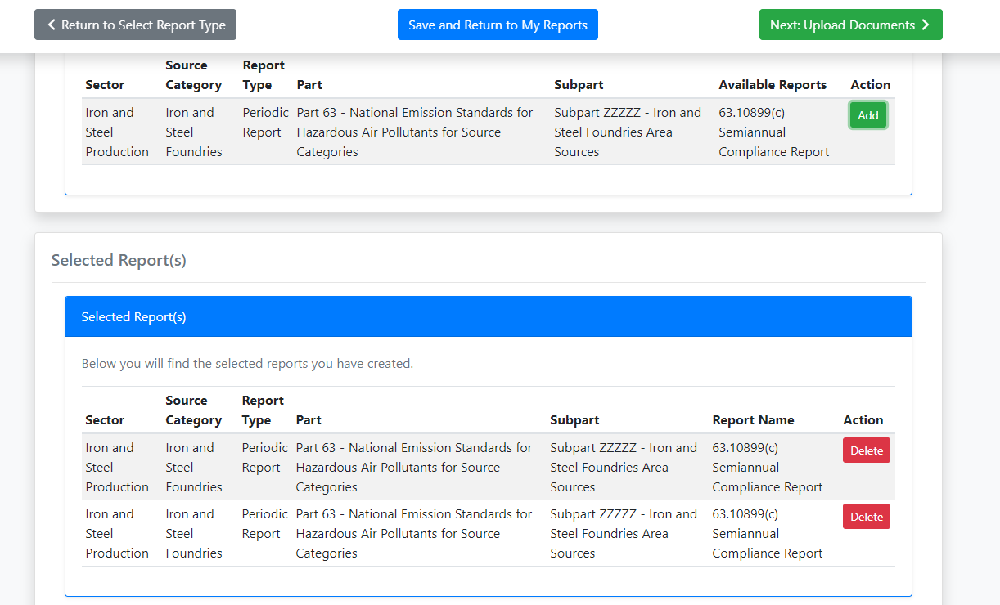 Return to Select Report Type
Save and Return to My Reports
Next: Upload Documents
Sector Source Category Report Type Part Subpart Available Reports Action
Iron and Iron and Periodic Part 63 - National Emission Standards for Subpart ZZZZZ - Iron and 63.10899(c) Add
Steel Steel Report Hazardous Air Pollutants for Source Steel Foundries Area Semiannual
Production Foundries Categories Sources Compliance Report
Selected Report(s)
Selected Report(s)
Below you will find the selected reports you have created.
Sector Source Category Report Type Part Subpart Report Name Action
Iron and Iron and Periodic Part 63 - National Emission Standards for Subpart ZZZZZ - Iron and 63.10899(c) Delete
Steel Steel Report Hazardous Air Pollutants for Source Steel Foundries Area Semiannual
Production Foundries Categories Sources Compliance Report
Iron and Iron and Periodic Part 63 - National Emission Standards for Subpart ZZZZZ - Iron and 63.10899(c) Delete
Steel Steel Report Hazardous Air Pollutants for Source Steel Foundries Area Semiannual
Production Foundries Categories Sources Compliance Report